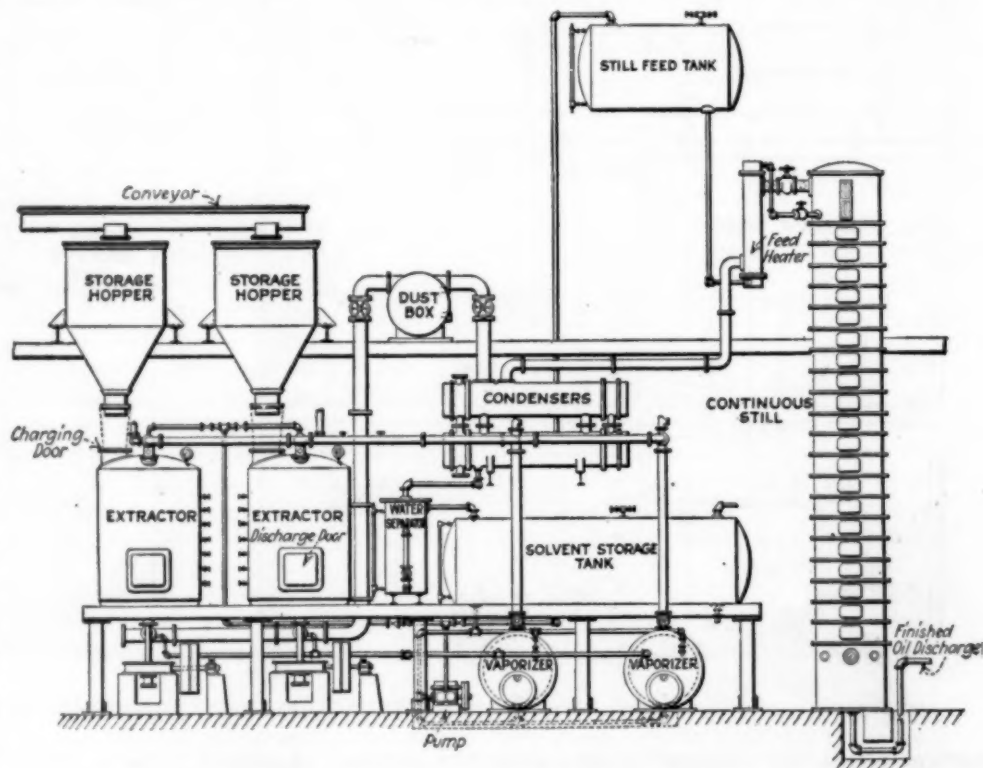 STILL FEED TANK
Conveyor
STORAGE
HOPPER
STORAGE
HOPPER
DUST
BOX
Feed
Heater
CONDENSERS
CONTINUOUS
STILL
Charging
Door
EXTRACTOR
EXTRACTOR
Discharge Door
WATER
SEPARATOR
SOLVENT STORAGE
TANK
VAPORIZER
VAPORIZER
Finished
Oil Discharge
Pump